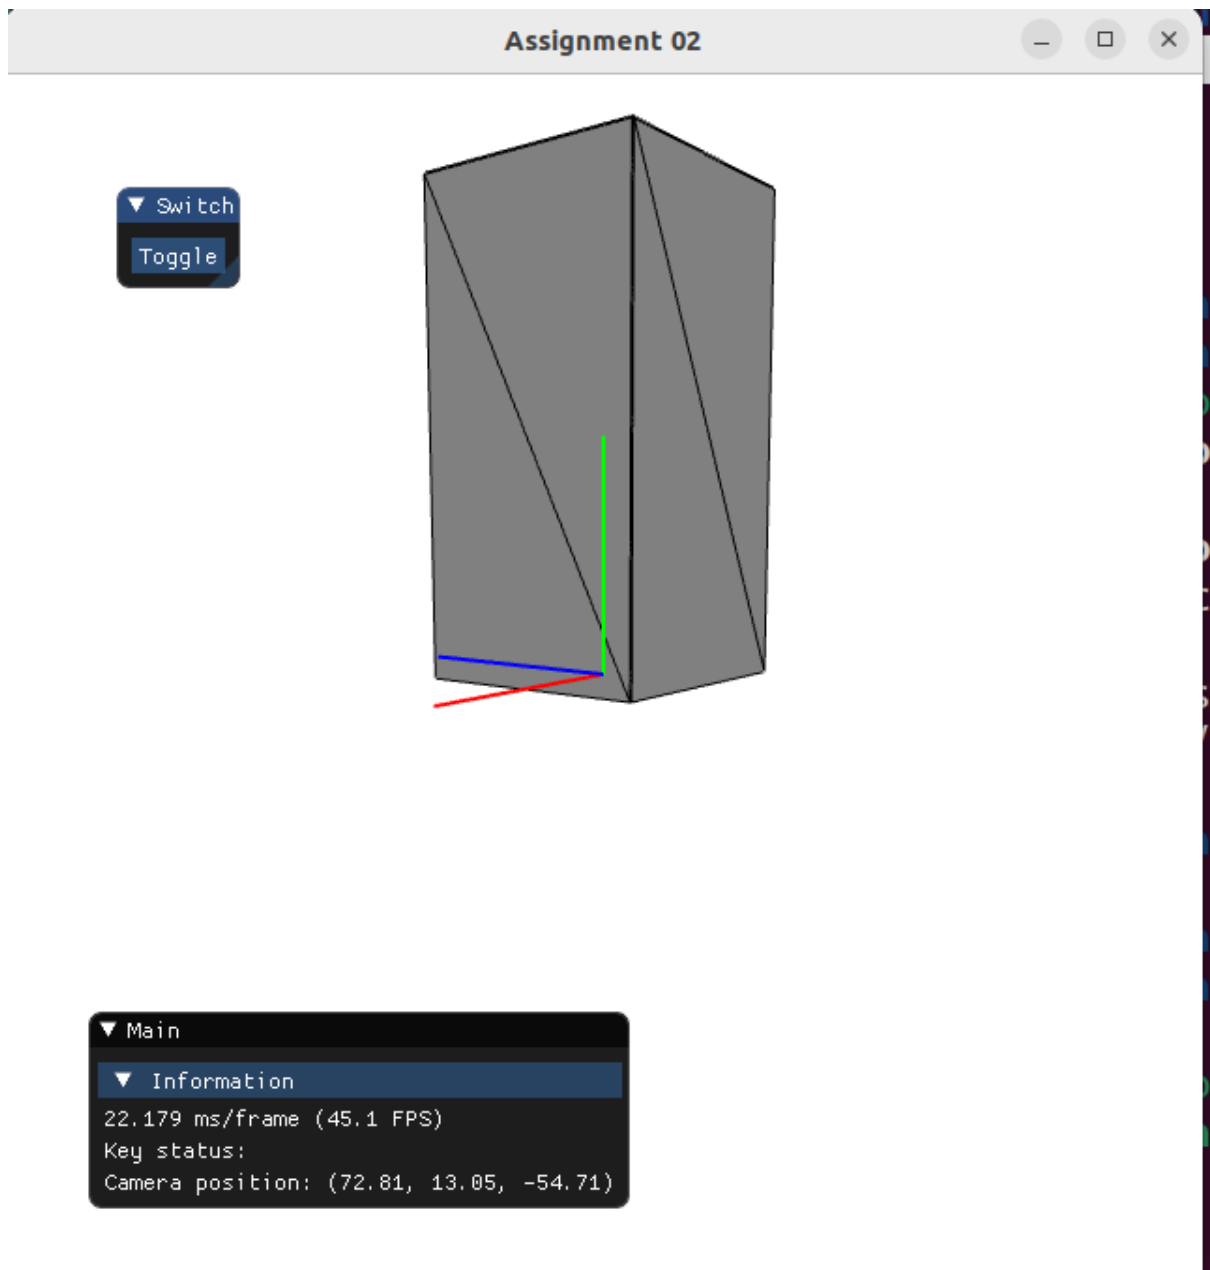 Assignment 02
Switch
Toggle
Main
Information
22.179 ms/frame (45.1 FPS)
Key status:
Camera position: (72.81, 13.05, -54.71)